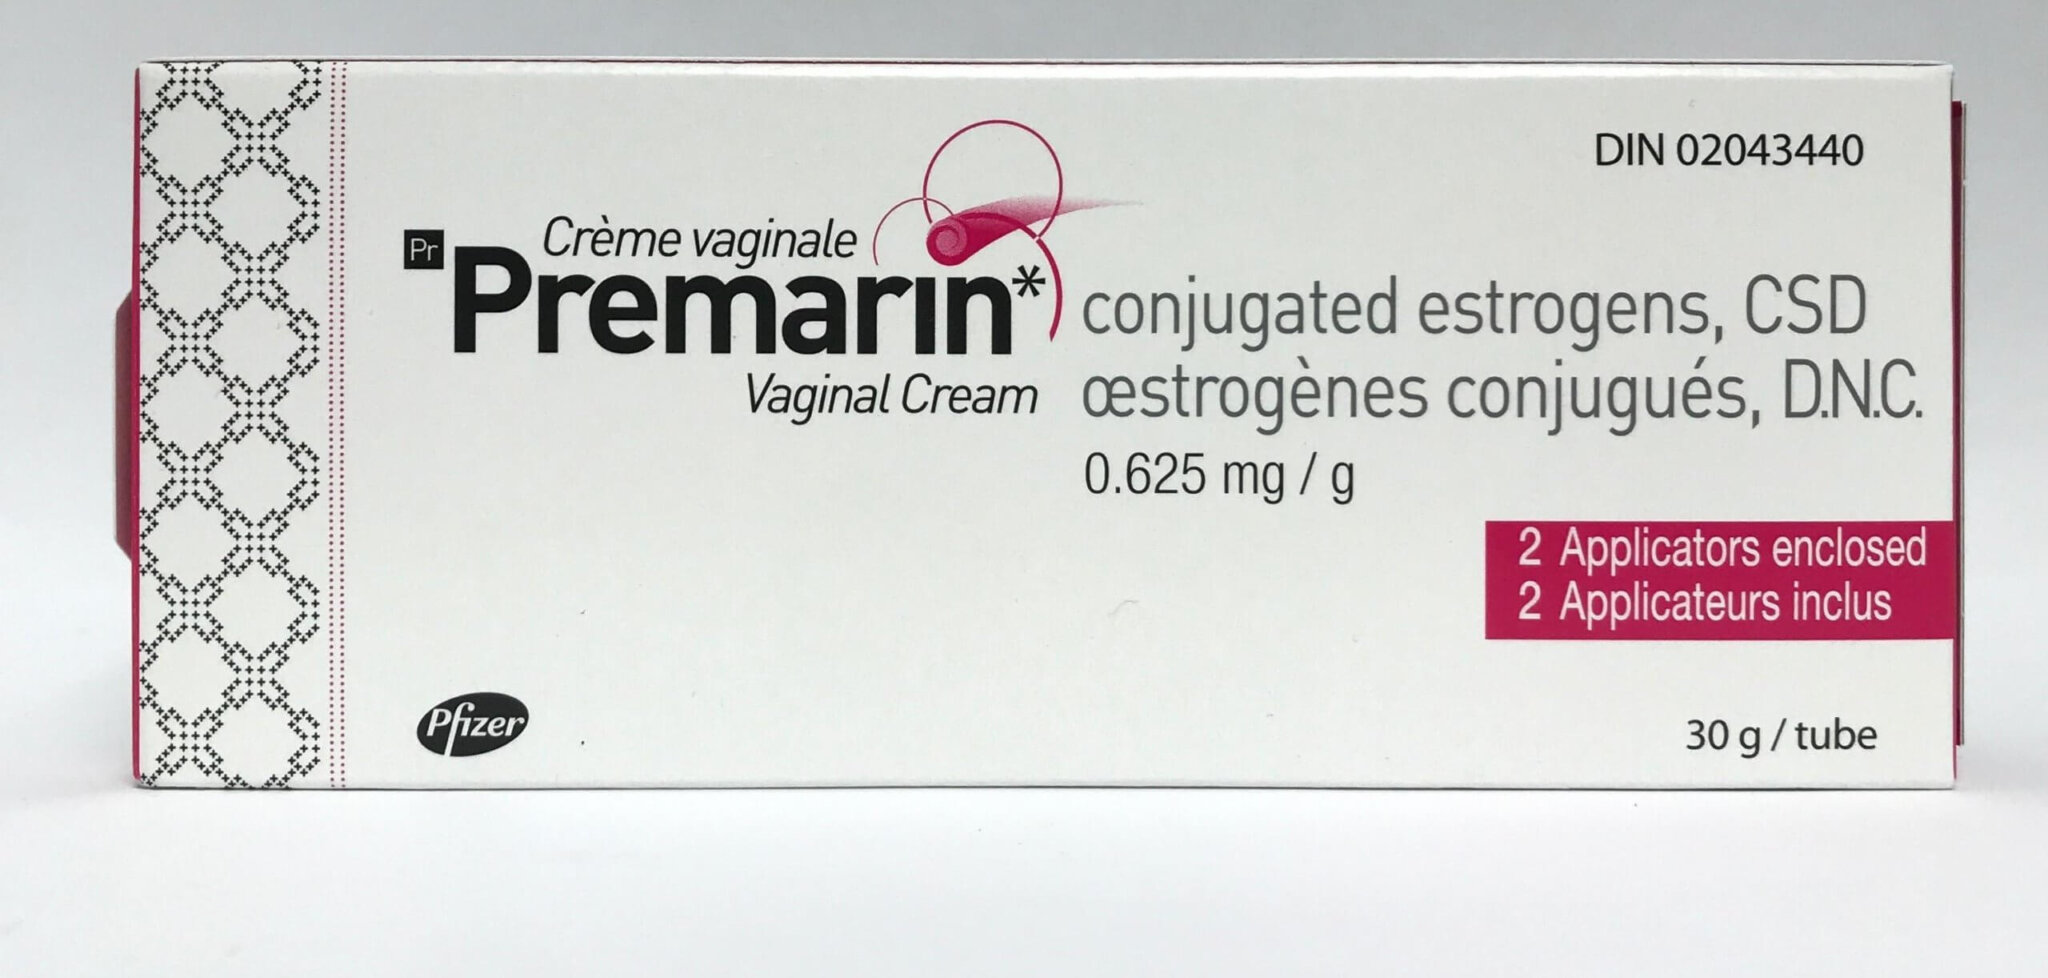 DIN 02043440
Crème vaginale
Pr Premarin*
Vaginal Cream
conjugated estrogens, CSD
œstrogènes conjugués, D.N.C.
0.625 mg / g
2 Applicators enclosed
2 Applicateurs inclus
Pfizer
30 g / tube